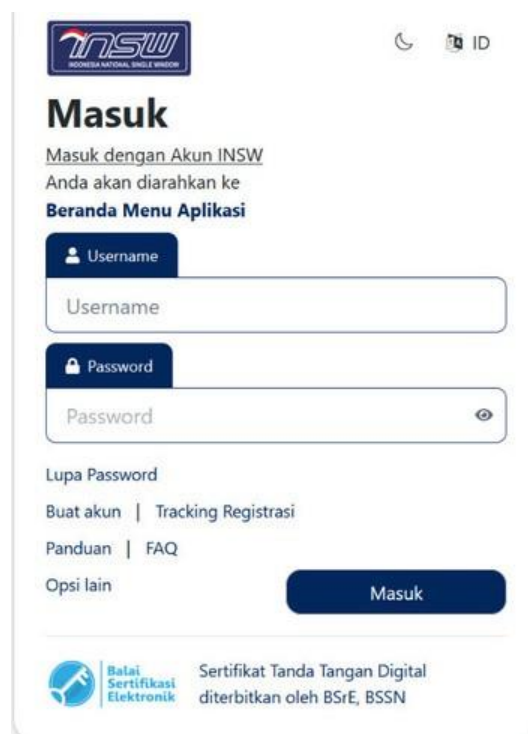 INSW
INDONESIA NATIONAL SINGLE WINDOW
ID
Masuk
Masuk dengan Akun INSW
Anda akan diarahkan ke
Beranda Menu Aplikasi
Username
Username
Password
Password
Lupa Password
Buat akun | Tracking Registrasi
Panduan | FAQ
Opsi lain
Masuk
Balai
Sertifikasi
Elektronik
Sertifikat Tanda Tangan Digital
diterbitkan oleh BSrE, BSSN